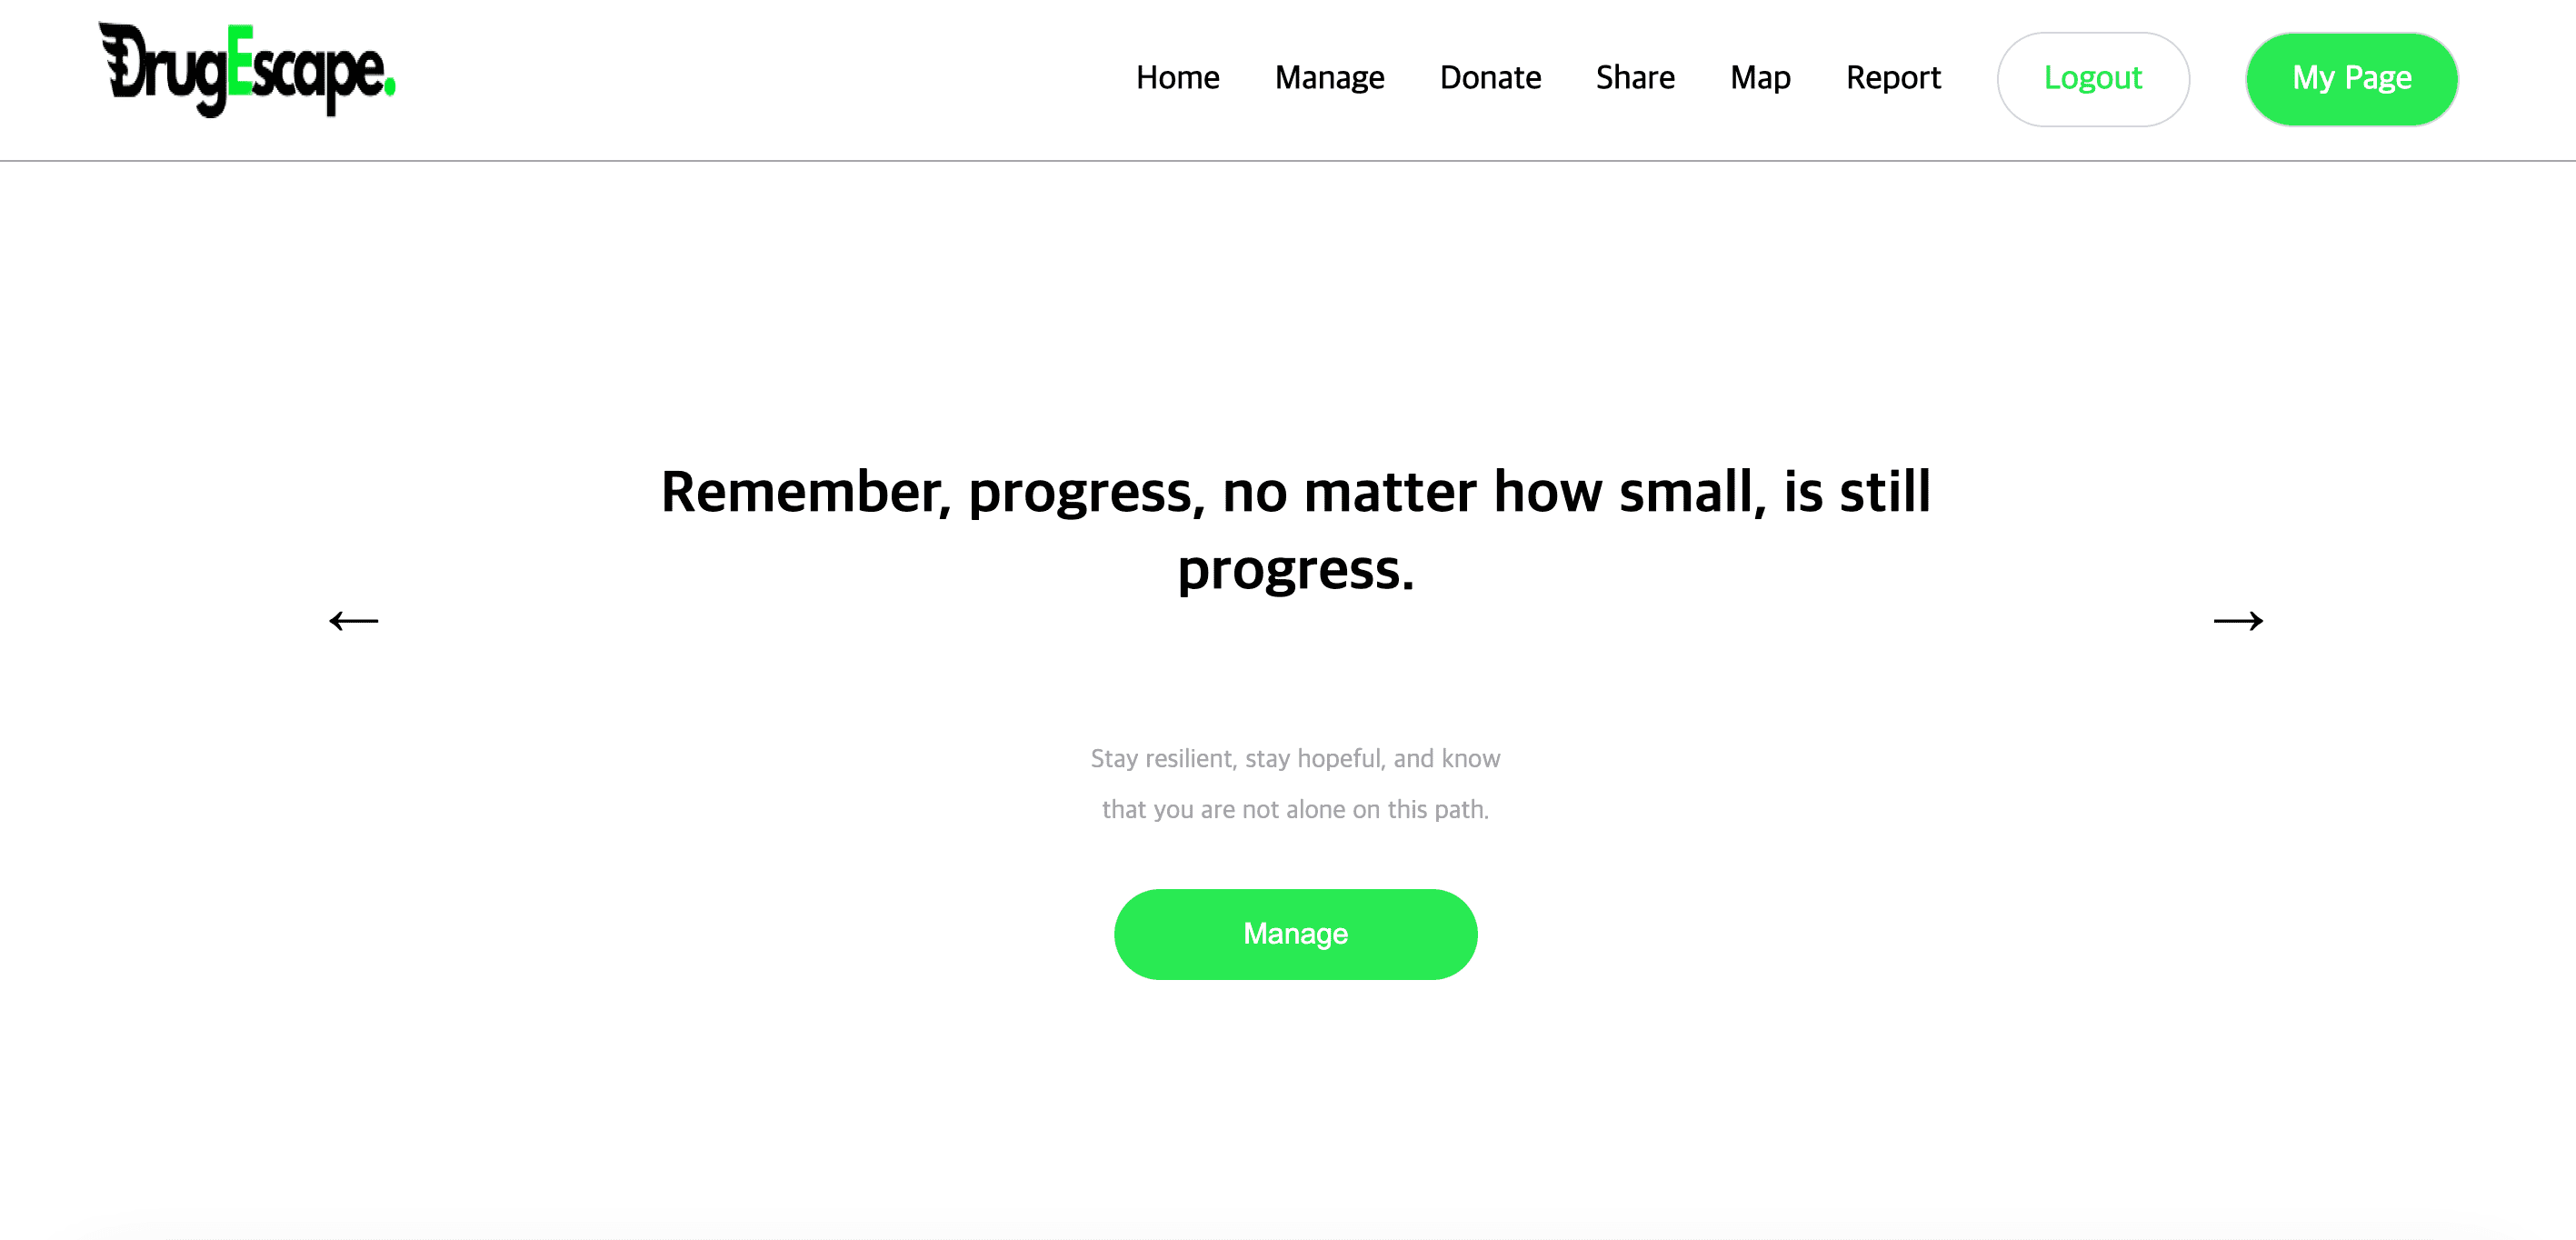 DrugEscape.
Home Manage Donate Share Map Report Logout My Page
Remember, progress, no matter how small, is still
progress.
← →
Stay resilient, stay hopeful, and know
that you are not alone on this path.
Manage